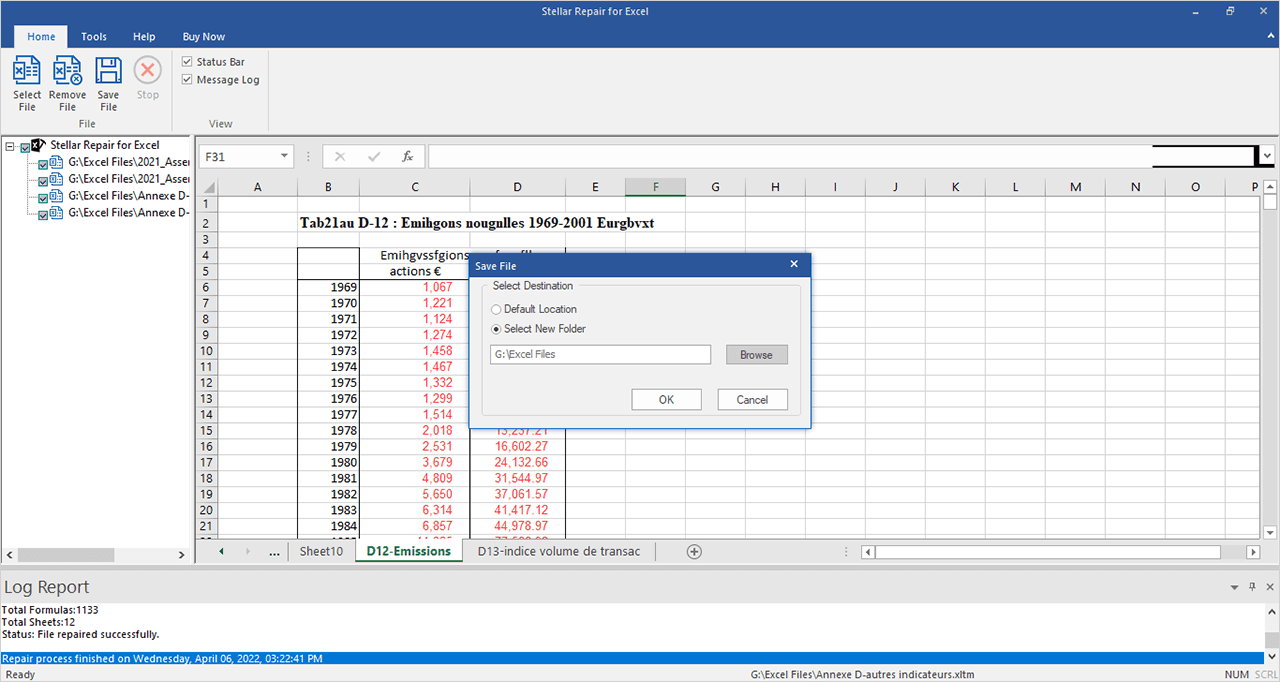 Stellar Repair for Excel
Home Tools Help Buy Now
Select File
Remove File
Save File
Stop
File
Status Bar
Message Log
View
Stellar Repair for Excel
G:\Excel Files\2021_Asser
G:\Excel Files\2021_Asser
G:\Excel Files\Annexe D-
G:\Excel Files\Annexe D-
F31 fx
A B C D E F G H I J K L M N O P
1
2 Tab21au D-12 : Emihgons nougnlles 1969-2001 Eurgbvxt
3
4 Emihgvssfgions
5 actions €
6 1969 1,067
7 1970 1,221
8 1971 1,124
9 1972 1,274
10 1973 1,458
11 1974 1,467
12 1975 1,332
13 1976 1,299
14 1977 1,514
15 1978 2,018 13,237.21
16 1979 2,531 16,602.27
17 1980 3,679 24,132.66
18 1981 4,809 31,544.97
19 1982 5,650 37,061.57
20 1983 6,314 41,417.12
21 1984 6,857 44,978.97
Save File
Select Destination
Default Location
Select New Folder
G:\Excel Files Browse
OK Cancel
... Sheet10 D12-Emissions D13-indice volume de transac
Log Report
Total Formulas:1133
Total Sheets:12
Status: File repaired successfully.
Repair process finished on Wednesday, April 06, 2022, 03:22:41 PM
Ready G:\Excel Files\Annexe D-autres indicateurs.xltm NUM SCRL